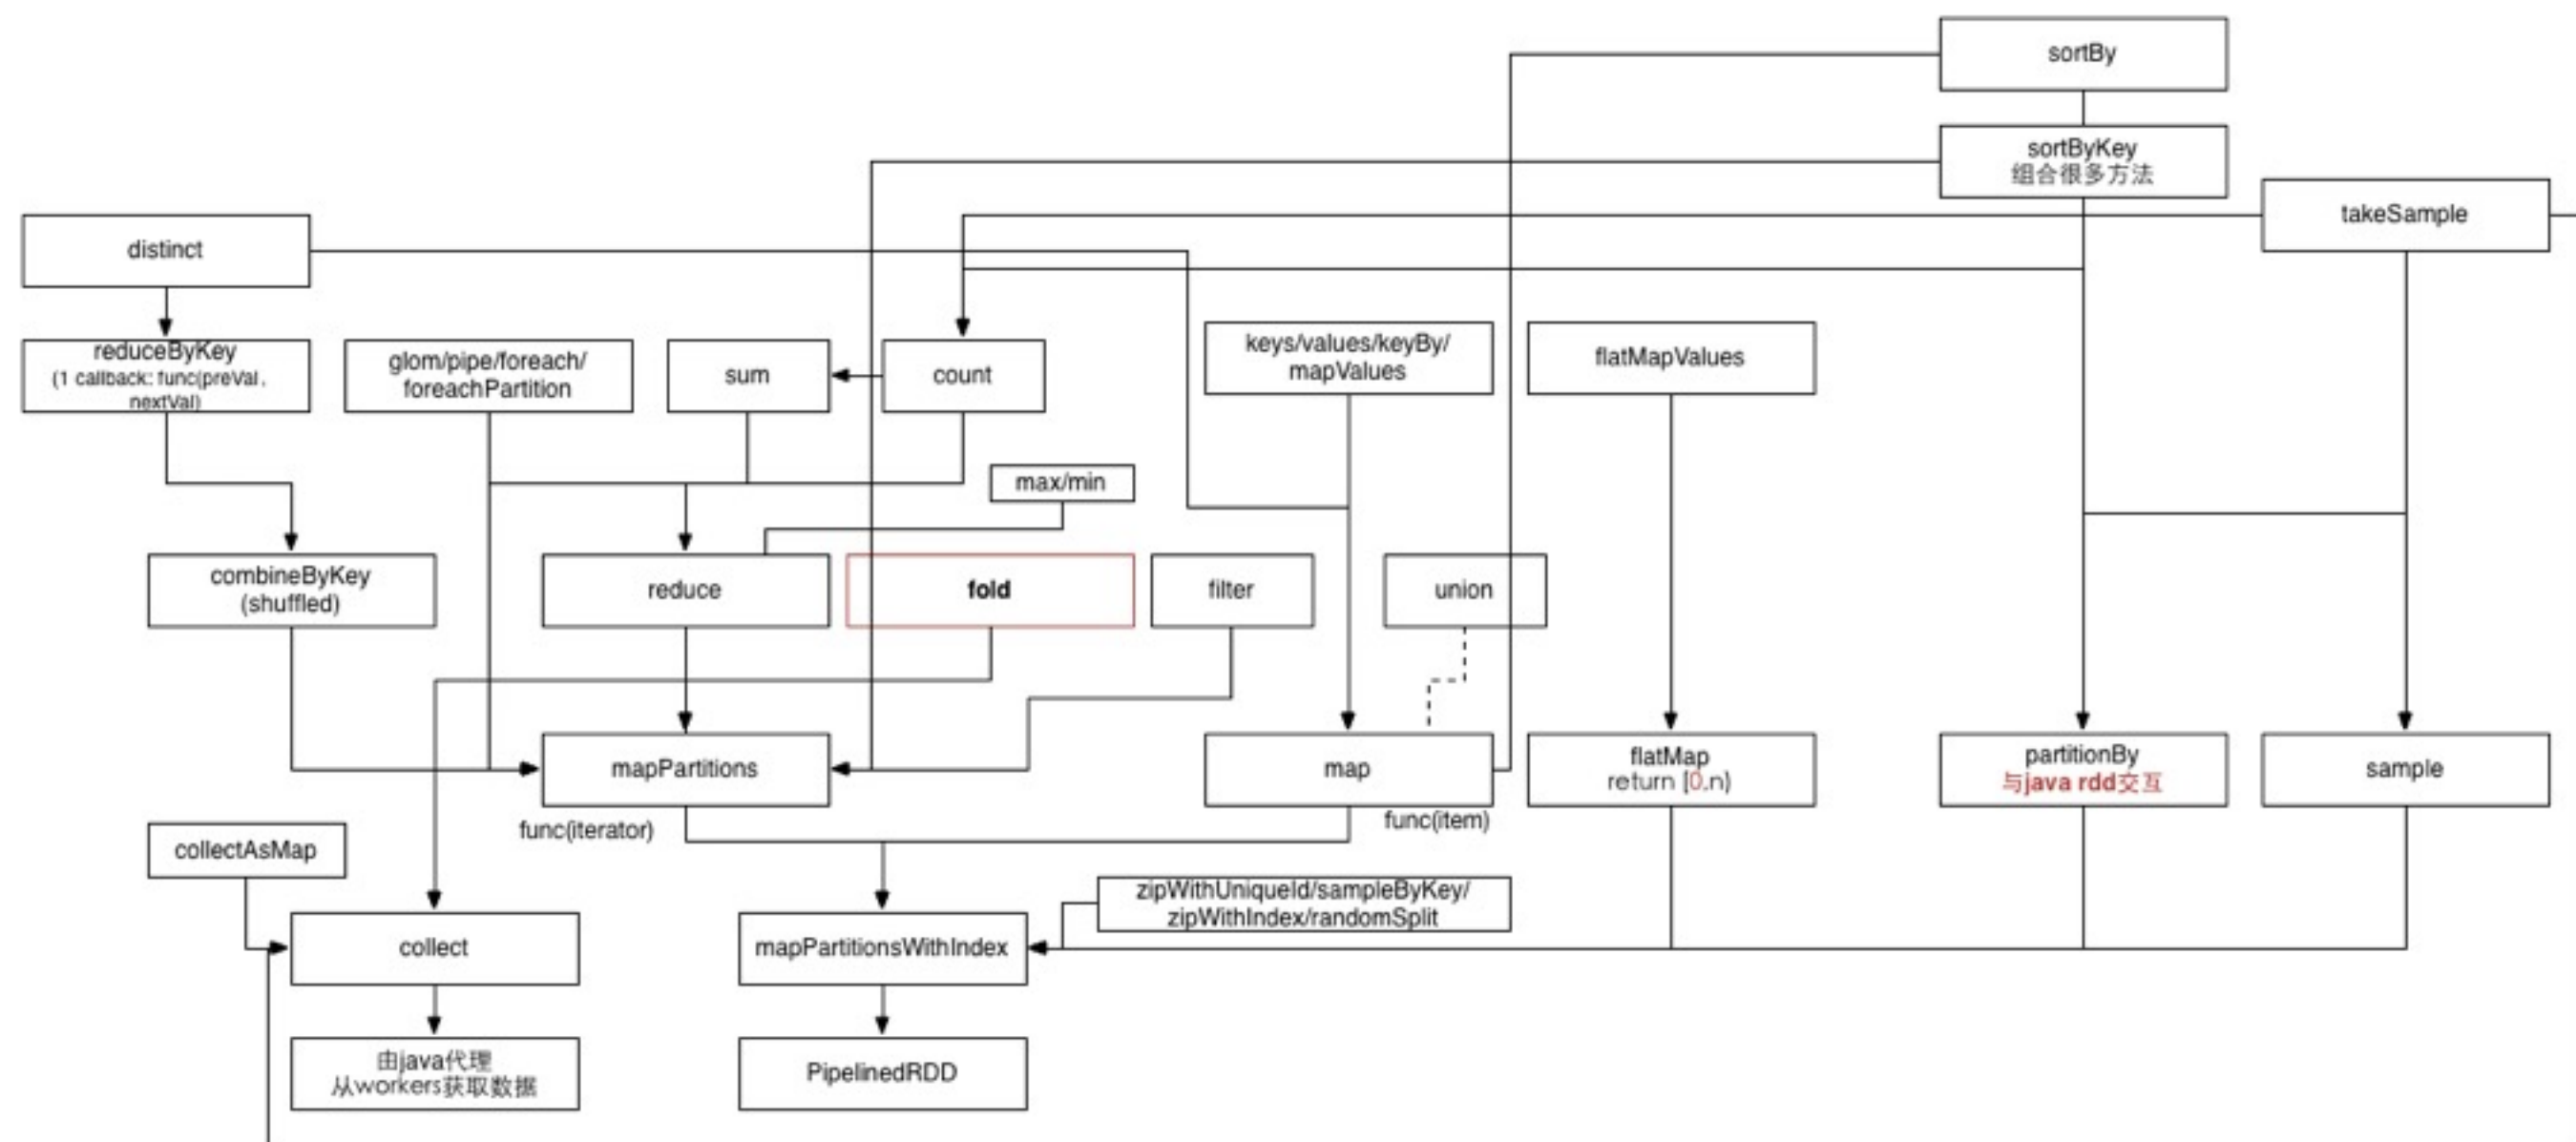 sortBy
sortByKey
组合很多方法
takeSample
distinct
reduceByKey
(1 callback: func(preVal,
nextVal)
glom/pipe/foreach/
foreachPartition
sum
count
keys/values/keyBy/
mapValues
flatMapValues
max/min
combineByKey
(shuffled)
reduce
fold
filter
union
mapPartitions
func(iterator)
map
func(item)
flatMap
return [0.n)
partitionBy
与java rdd交互
sample
collectAsMap
zipWithUniqueId/sampleByKey/
zipWithIndex/randomSplit
collect
mapPartitionsWithIndex
由java代理
从workers获取数据
PipelinedRDD